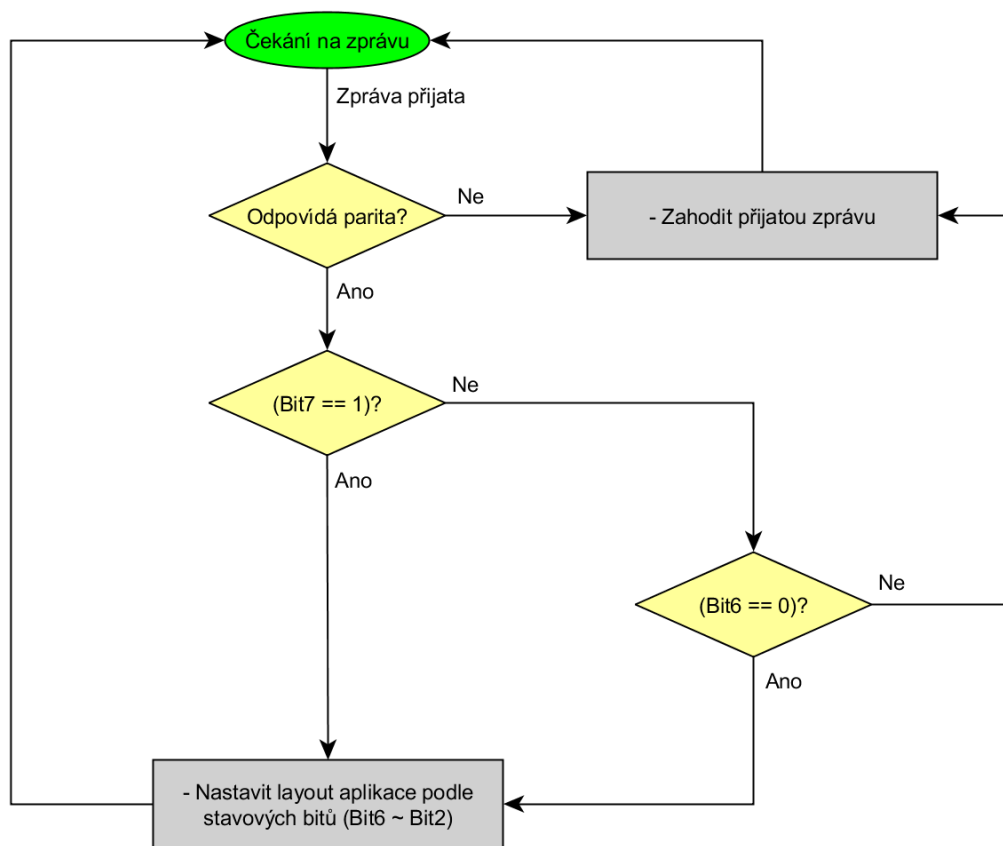 Čekání na zprávu
Zpráva přijata
Odpovídá parita?
Ne
- Zahodit přijatou zprávu
Ano
(Bit7 == 1)?
Ne
Ano
(Bit6 == 0)?
Ne
Ano
- Nastavit layout aplikace podle
stavových bitů (Bit6 ~ Bit2)